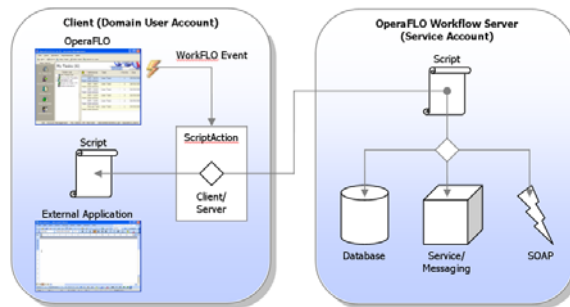 Client (Domain User Account)
OperaFLO
WorkFLO Event
ScriptAction
Client/
Server
Script
External Application
OperaFLO Workflow Server
(Service Account)
Script
Database
Service/
Messaging
SOAP